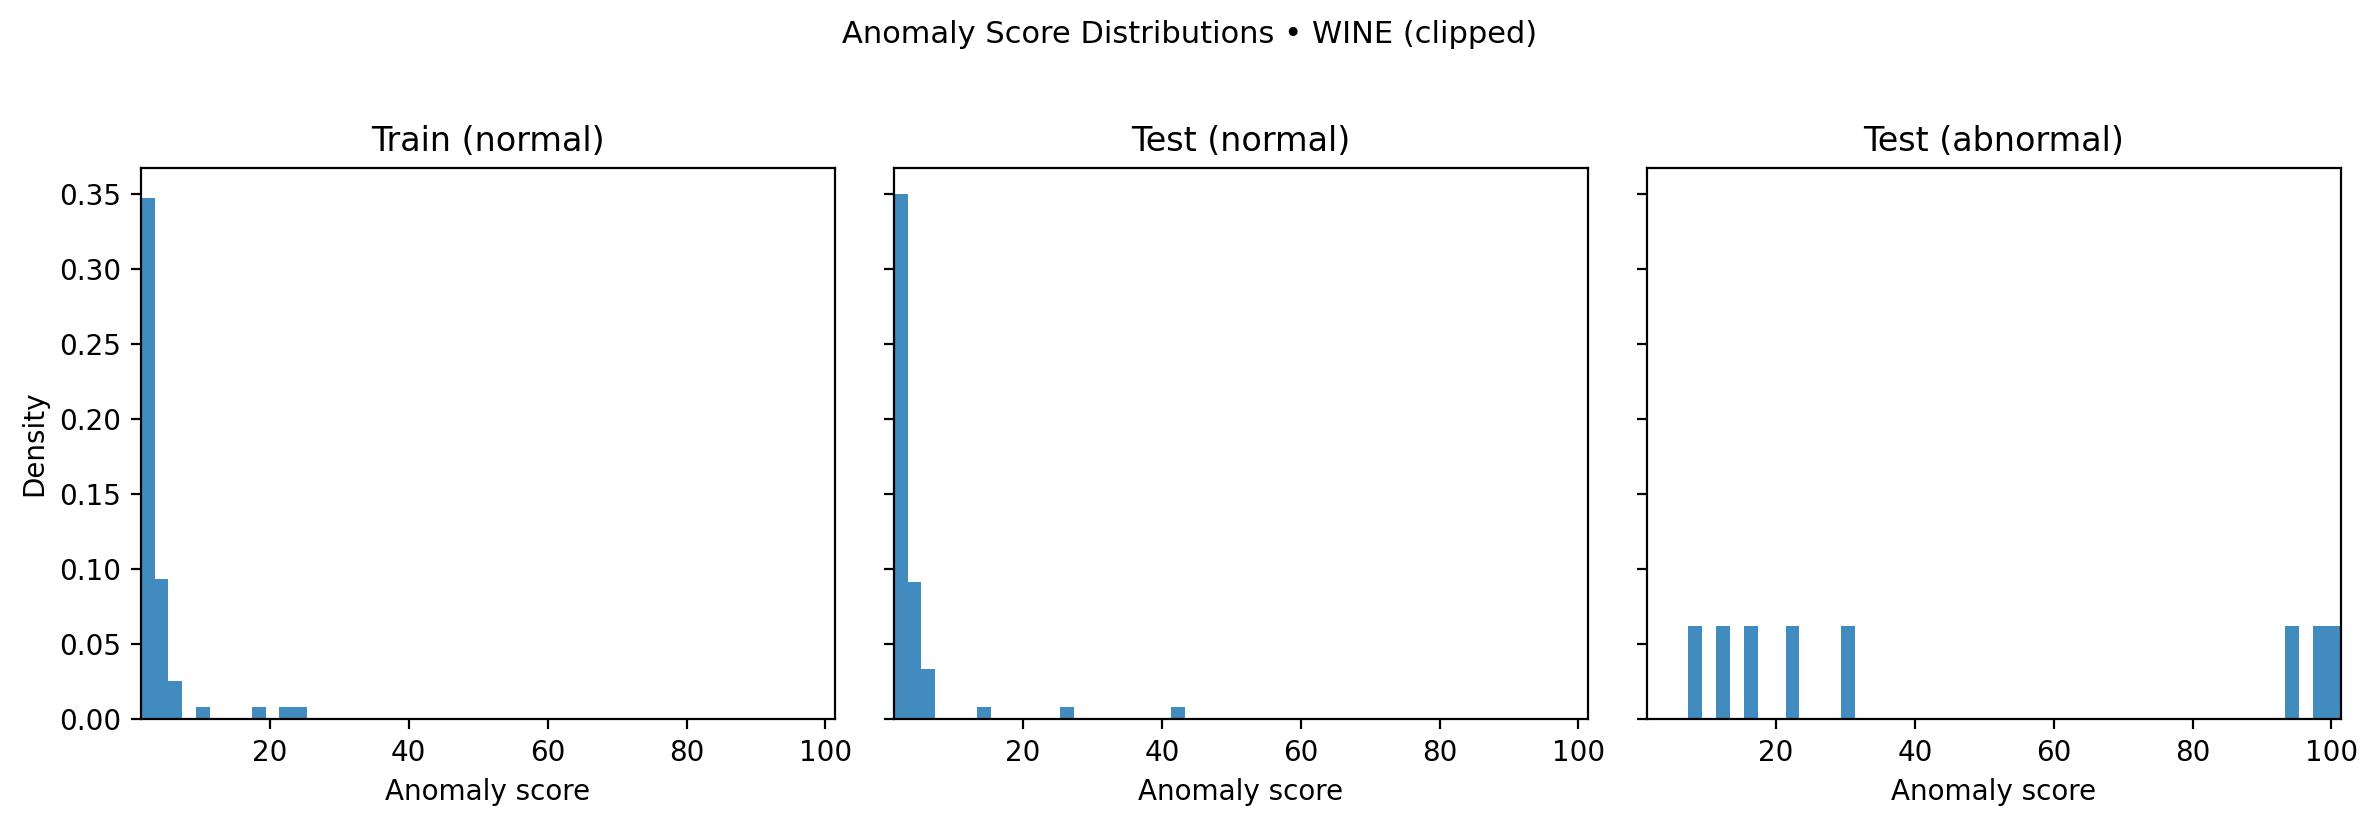 Anomaly Score Distributions • WINE (clipped)
Train (normal)
Test (normal)
Test (abnormal)
Density
0.35
0.30
0.25
0.20
0.15
0.10
0.05
0.00
20 40 60 80 100
20 40 60 80 100
20 40 60 80 100
Anomaly score
Anomaly score
Anomaly score